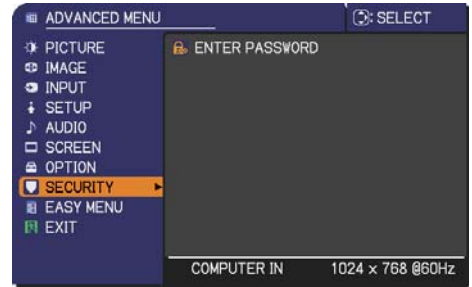 ADVANCED MENU
: SELECT
PICTURE
IMAGE
INPUT
SETUP
AUDIO
SCREEN
OPTION
SECURITY
EASY MENU
EXIT
ENTER PASSWORD
COMPUTER IN
1024 x 768 @60Hz